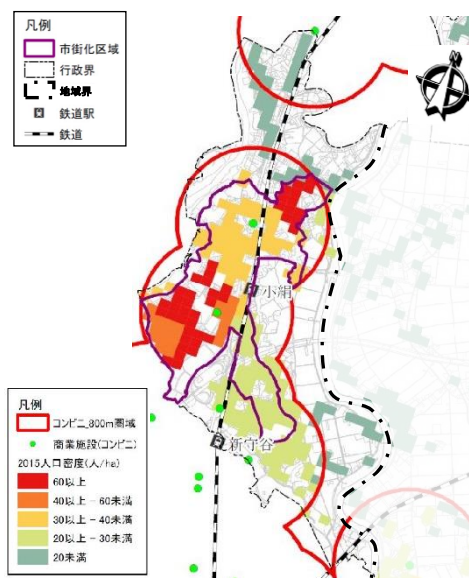 凡例
市街化区域
行政界
地域界
鉄道駅
鉄道
小絹
新守谷
凡例
コンビニ_800m圏域
商業施設(コンビニ)
2015人口密度(人/ha)
60以上
40以上－60未満
30以上－40未満
20以上－30未満
20未満